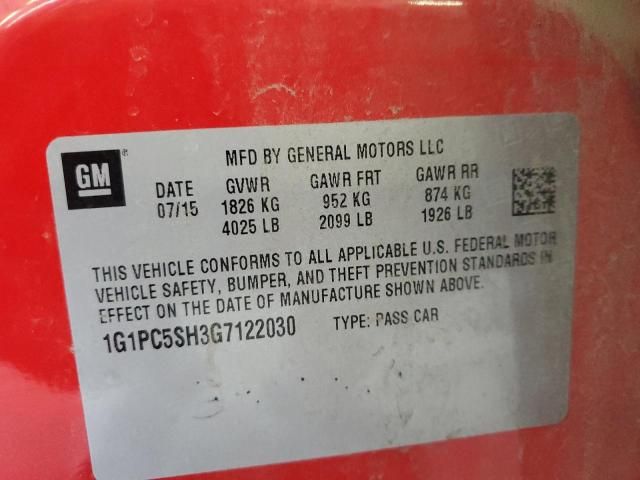 GM ®
MFD BY GENERAL MOTORS LLC
DATE GVWR GAWR FRT GAWR RR
07/15 1826 KG 952 KG 874 KG
4025 LB 2099 LB 1926 LB
THIS VEHICLE CONFORMS TO ALL APPLICABLE U.S. FEDERAL MOTOR
VEHICLE SAFETY, BUMPER, AND THEFT PREVENTION STANDARDS IN
EFFECT ON THE DATE OF MANUFACTURE SHOWN ABOVE.
1G1PC5SH3G7122030 TYPE: PASS CAR